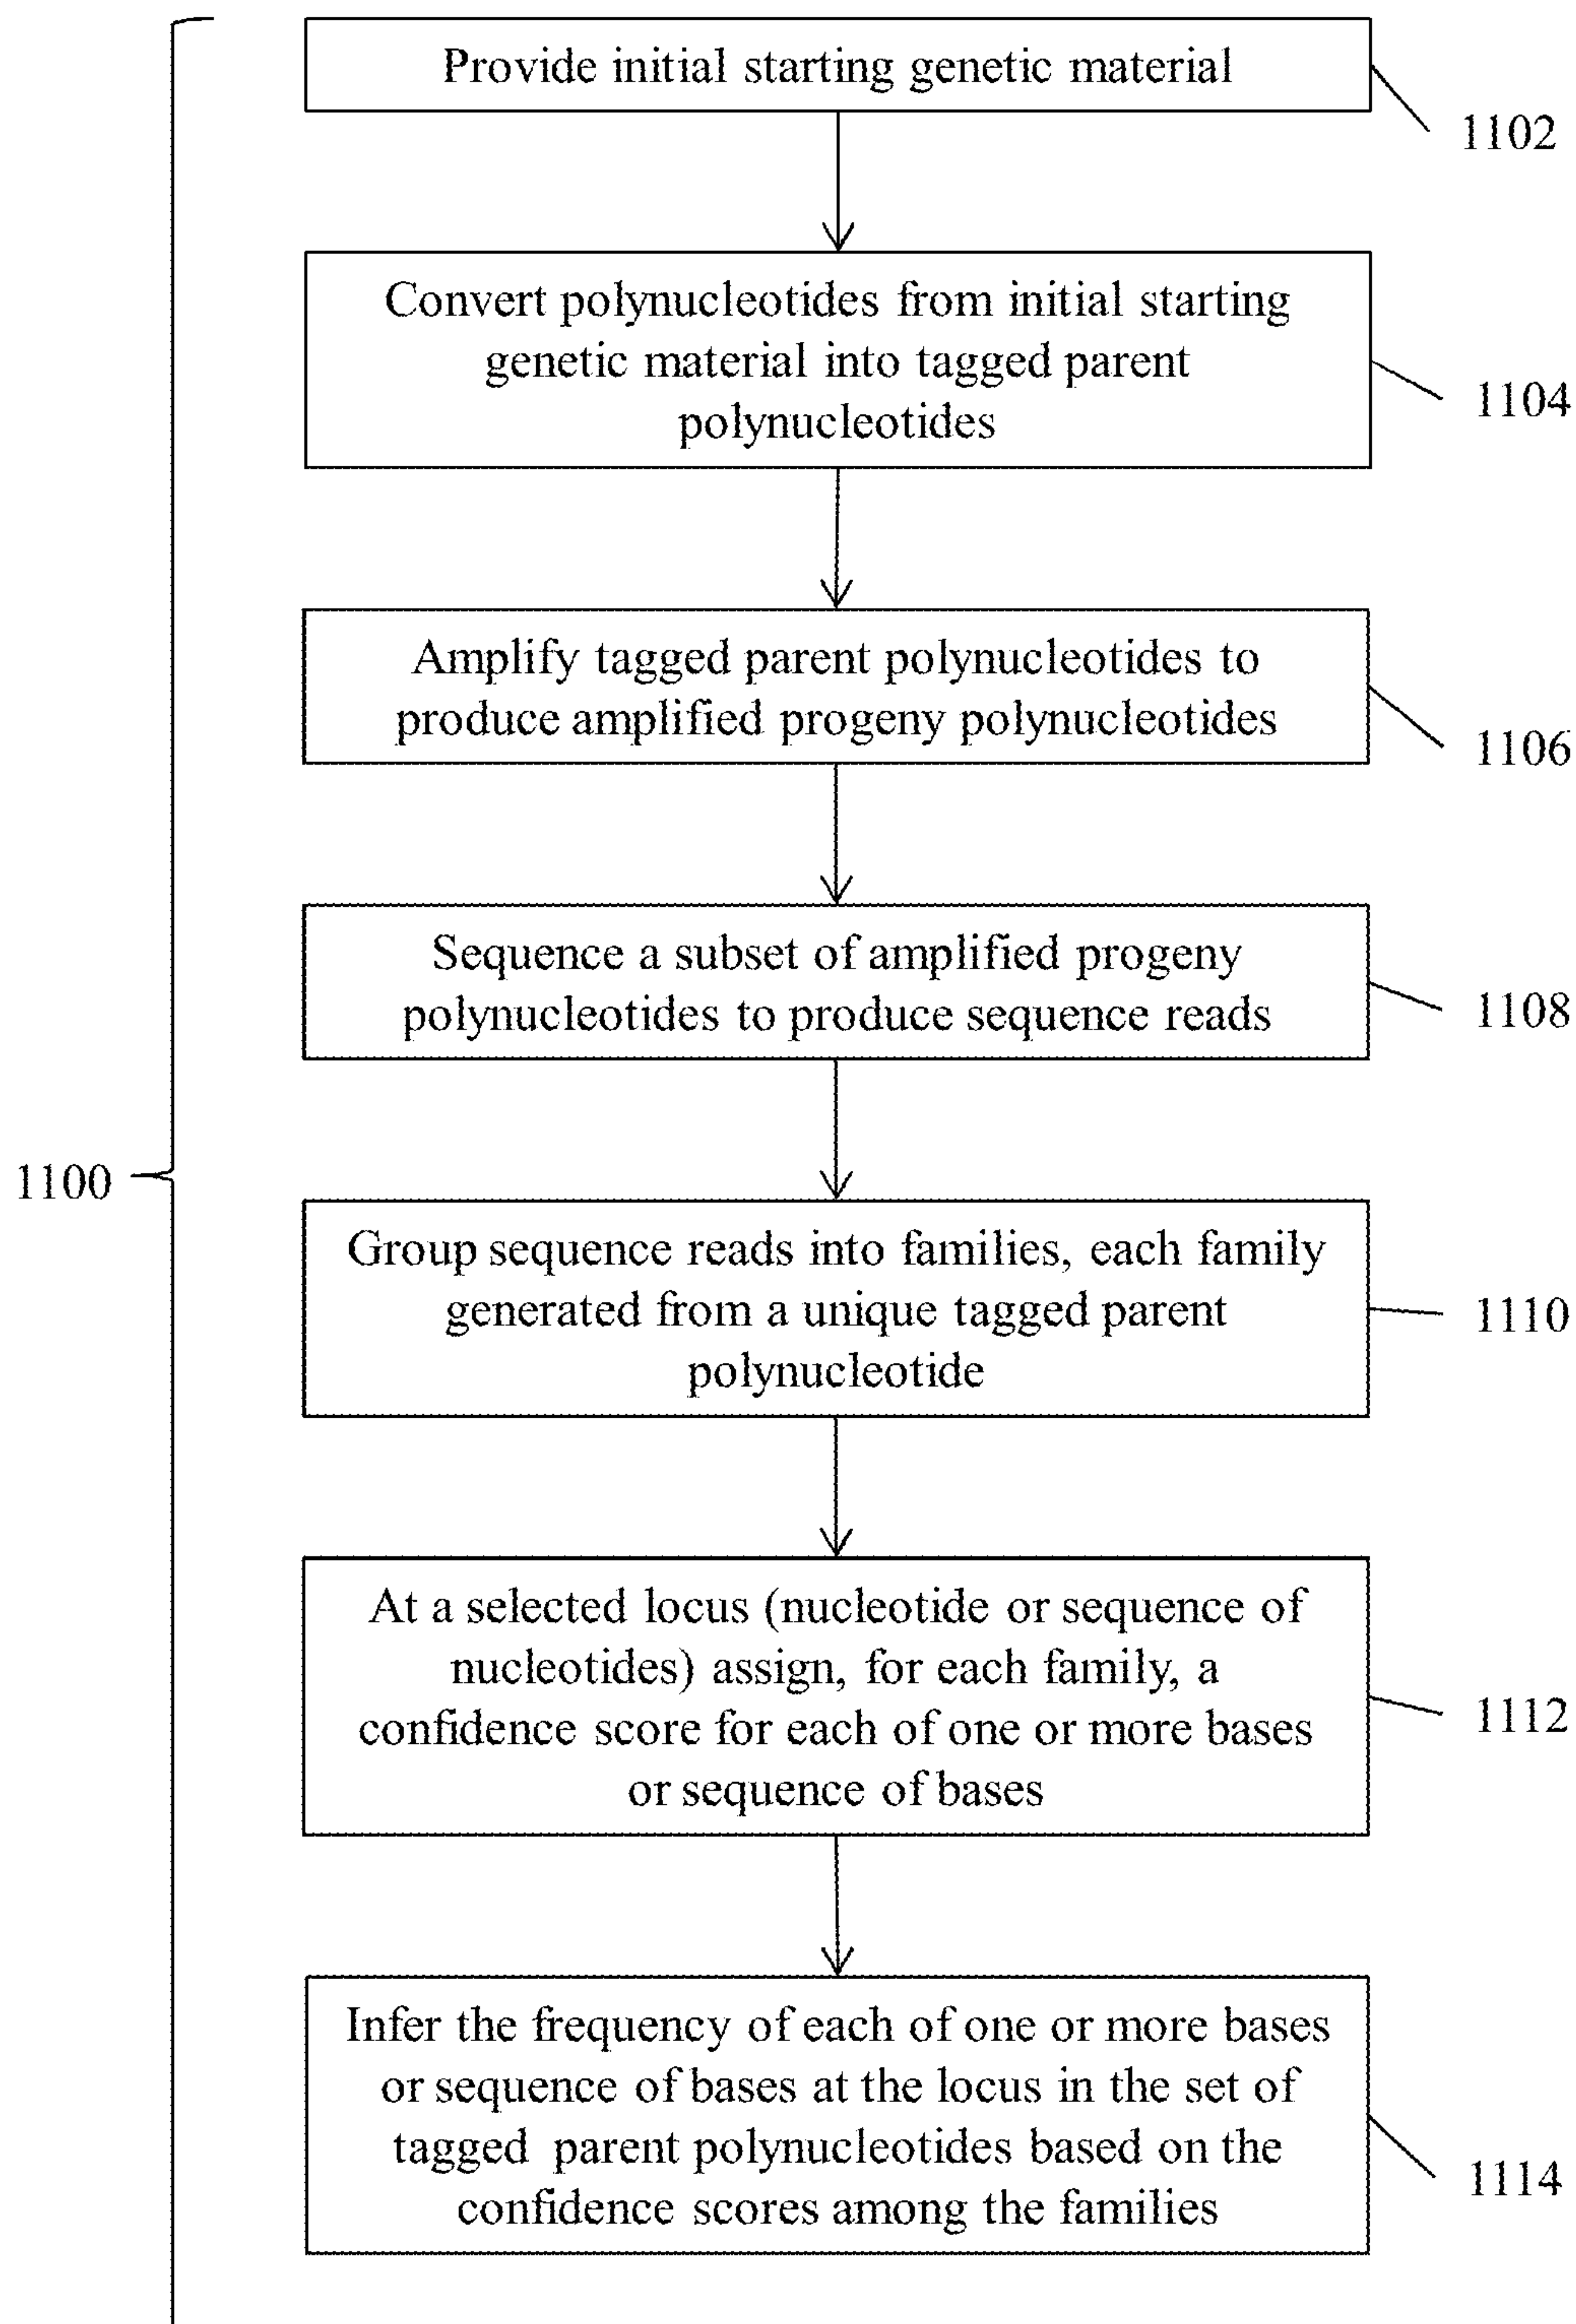 Provide initial starting genetic material
1102
Convert polynucleotides from initial starting
genetic material into tagged parent
polynucleotides
1104
Amplify tagged parent polynucleotides to
produce amplified progeny polynucleotides
1106
Sequence a subset of amplified progeny
polynucleotides to produce sequence reads
1108
1100
Group sequence reads into families, each family
generated from a unique tagged parent
polynucleotide
1110
At a selected locus (nucleotide or sequence of
nucleotides) assign, for each family, a
confidence score for each of one or more bases
or sequence of bases
1112
Infer the frequency of each of one or more bases
or sequence of bases at the locus in the set of
tagged parent polynucleotides based on the
confidence scores among the families
1114